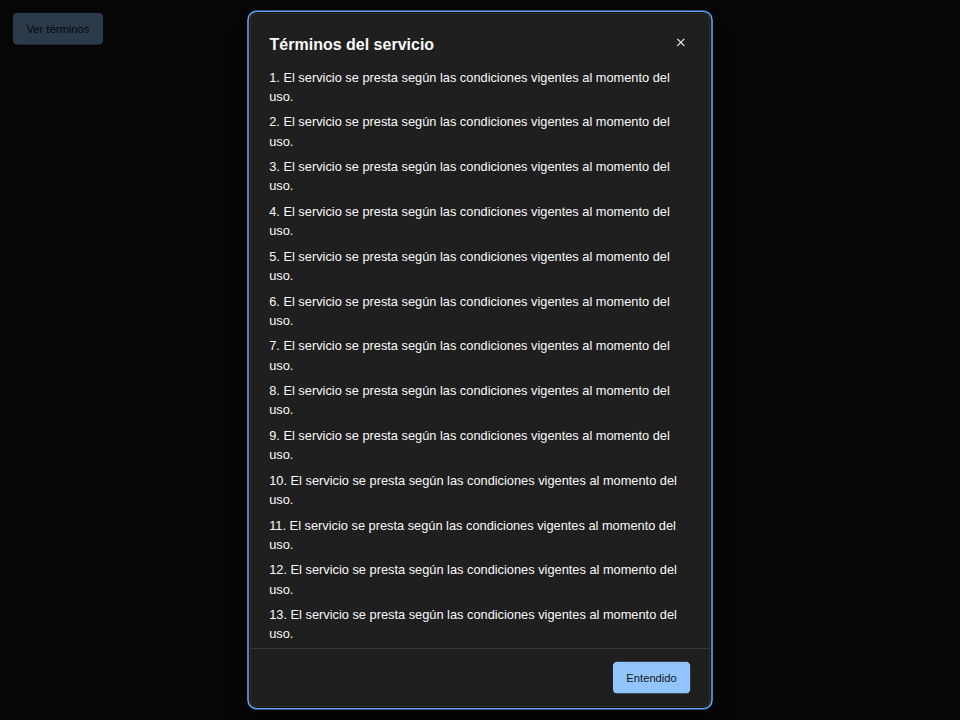 Ver términos
Términos del servicio
×
1. El servicio se presta según las condiciones vigentes al momento del
uso.
2. El servicio se presta según las condiciones vigentes al momento del
uso.
3. El servicio se presta según las condiciones vigentes al momento del
uso.
4. El servicio se presta según las condiciones vigentes al momento del
uso.
5. El servicio se presta según las condiciones vigentes al momento del
uso.
6. El servicio se presta según las condiciones vigentes al momento del
uso.
7. El servicio se presta según las condiciones vigentes al momento del
uso.
8. El servicio se presta según las condiciones vigentes al momento del
uso.
9. El servicio se presta según las condiciones vigentes al momento del
uso.
10. El servicio se presta según las condiciones vigentes al momento del
uso.
11. El servicio se presta según las condiciones vigentes al momento del
uso.
12. El servicio se presta según las condiciones vigentes al momento del
uso.
13. El servicio se presta según las condiciones vigentes al momento del
uso.
Entendido